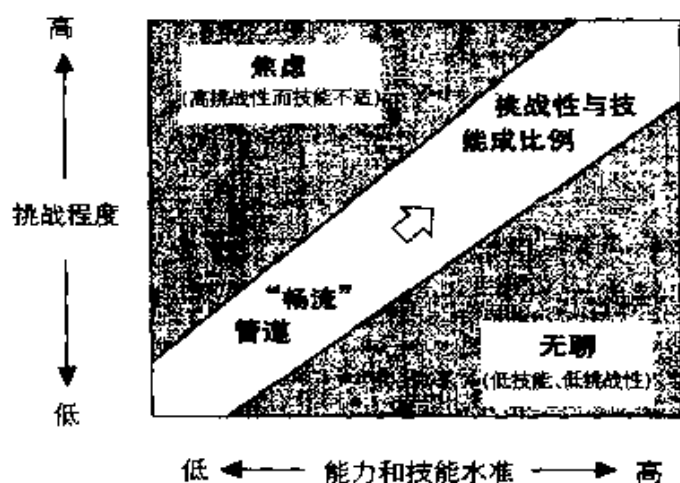 高
焦虑
(高挑战性而技能不适)
挑战性与技
能成比例
挑战程度
“畅流”
管道
无聊
(低技能、低挑战性)
低
低 能力和技能水准 高